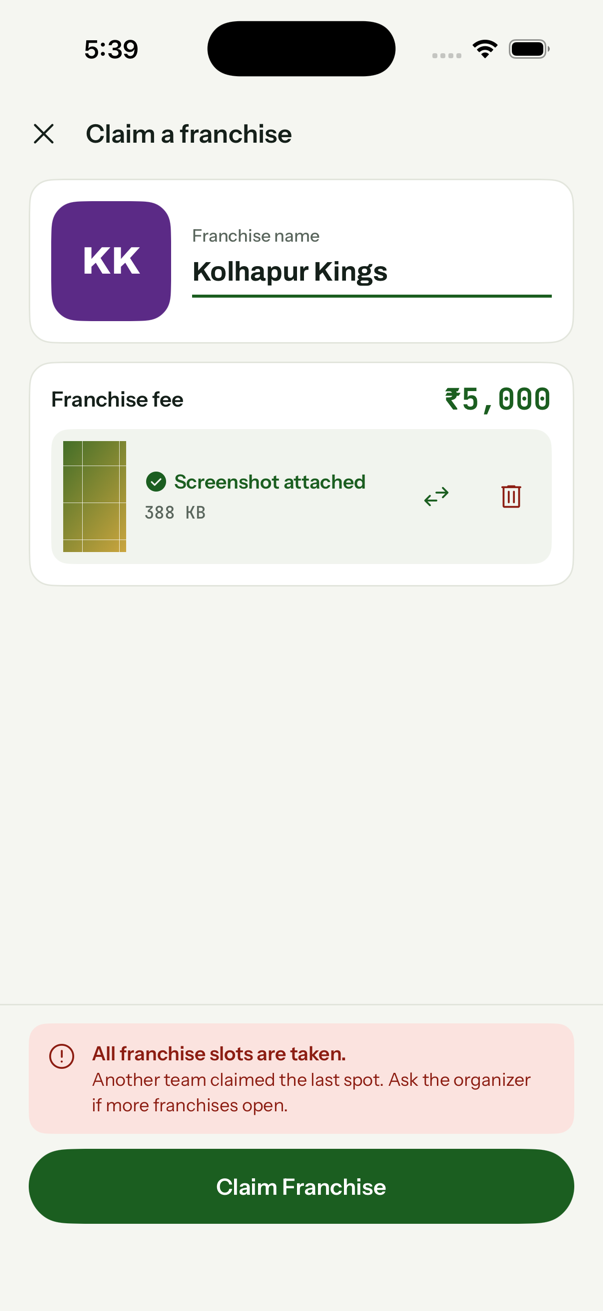 5:39
Claim a franchise
KK
Franchise name
Kolhapur Kings
Franchise fee
₹5,000
Screenshot attached
388 KB
All franchise slots are taken.
Another team claimed the last spot. Ask the organizer
if more franchises open.
Claim Franchise